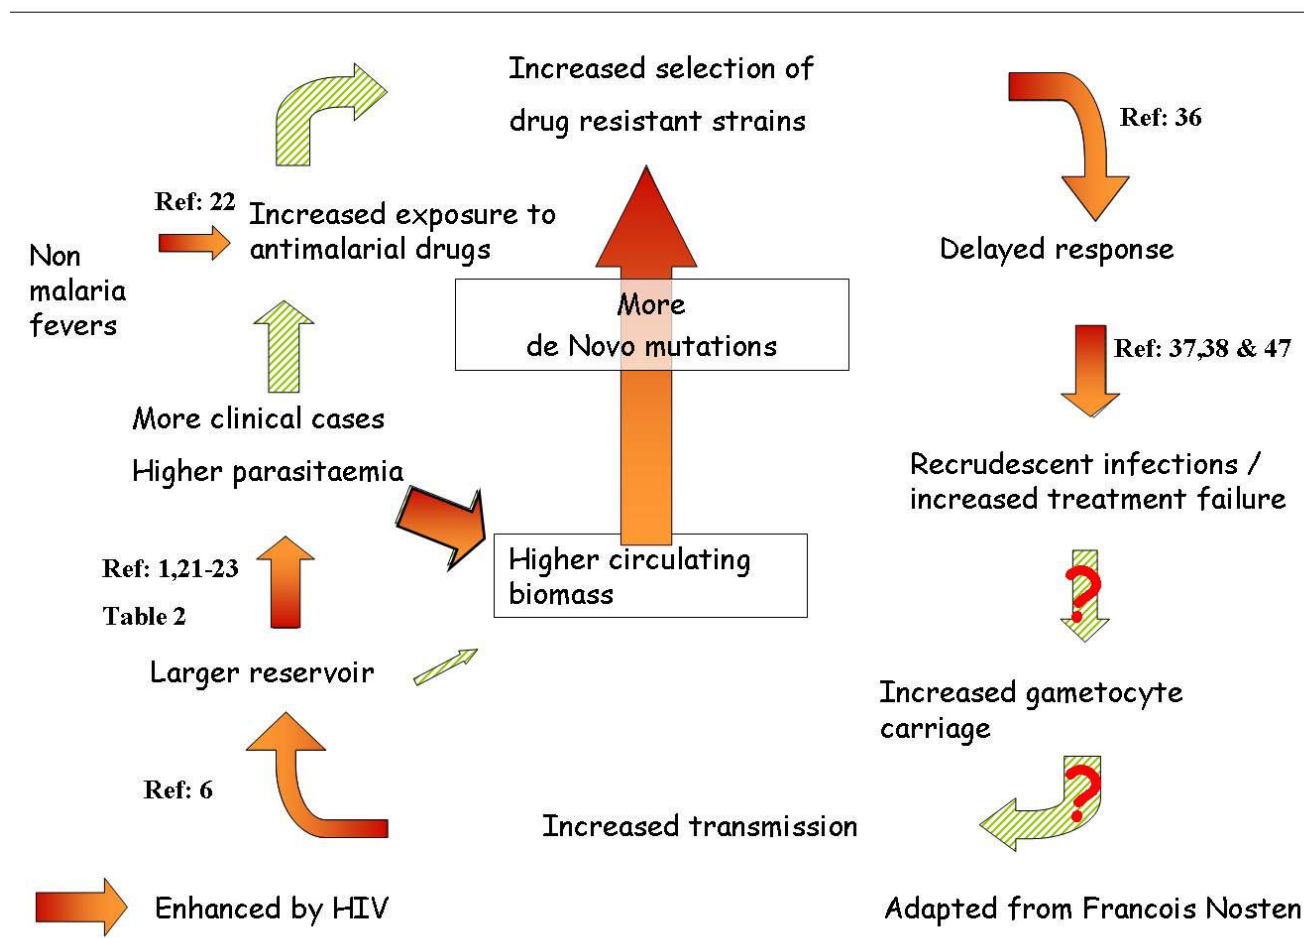 Increased selection of
drug resistant strains
Ref: 36
Ref: 22
Increased exposure to
antimalarial drugs
Non
malaria
fevers
Delayed response
More
de Novo mutations
Ref: 37,38 & 47
More clinical cases
Higher parasitaemia
Recrudescent infections /
increased treatment failure
Ref: 1,21-23
Table 2
Higher circulating
biomass
?
Larger reservoir
Increased gametocyte
carriage
Ref: 6
?
Increased transmission
Enhanced by HIV
Adapted from Francois Nosten